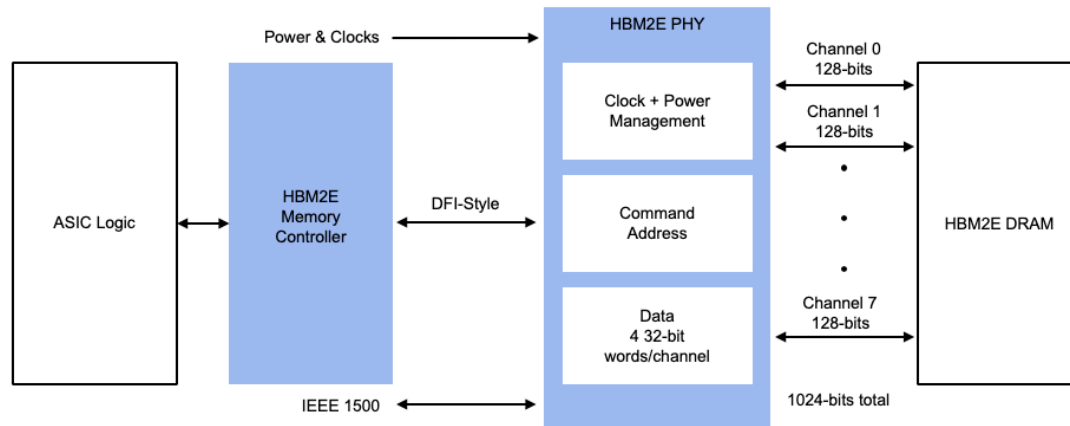 Power & Clocks
HBM2E PHY
Channel 0
128-bits
Clock + Power
Management
Channel 1
128-bits
ASIC Logic
HBM2E
Memory
Controller
DFI-Style
Command
Address
HBM2E DRAM
Channel 7
128-bits
Data
4 32-bit
words/channel
IEEE 1500
1024-bits total